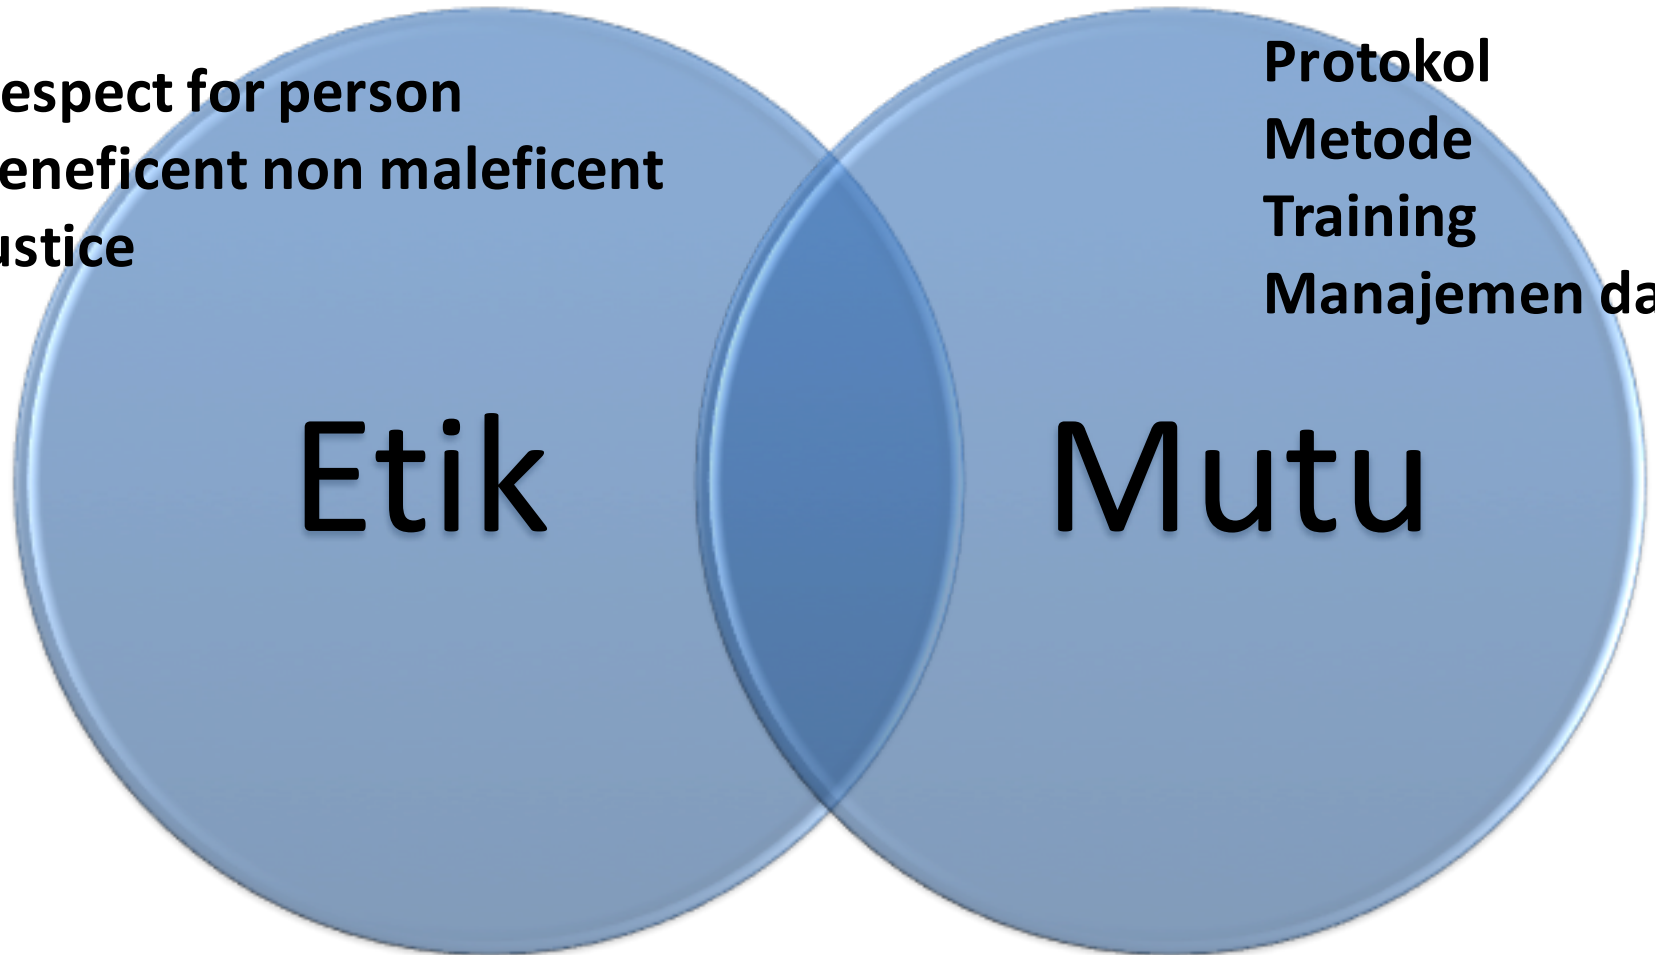 espect for person
eneficent non maleficent
ustice
Protokol
Metode
Training
Manajemen da
Etik
Mutu